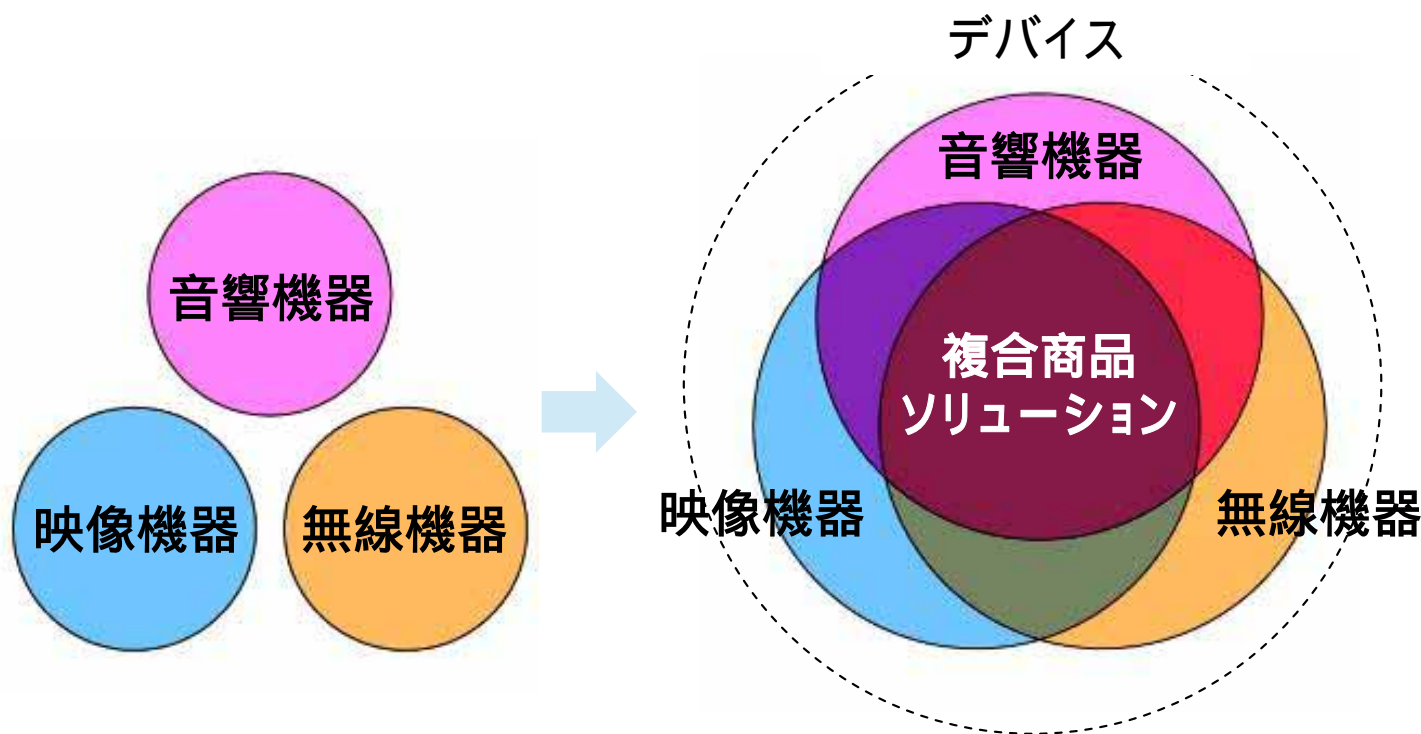 音響機器
映像機器
無線機器
デバイス
音響機器
複合商品
ソリューション
映像機器
無線機器